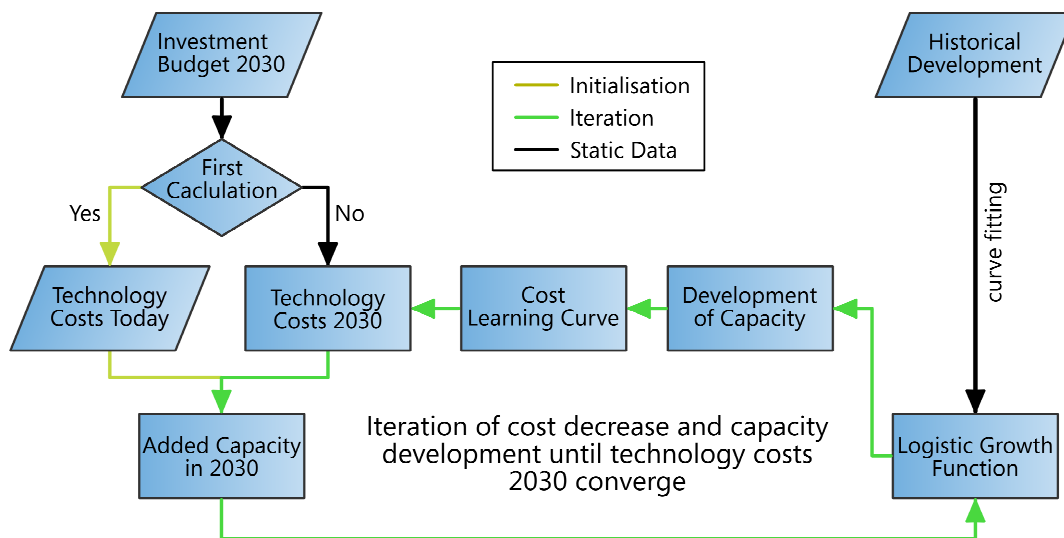 Investment
Budget 2030
Historical
Development
Initialisation
Iteration
Static Data
First
Caclulation
Yes
No
curve fitting
Technology
Costs Today
Technology
Costs 2030
Cost
Learning Curve
Development
of Capacity
Added Capacity
in 2030
Iteration of cost decrease and capacity
development until technology costs
2030 converge
Logistic Growth
Function